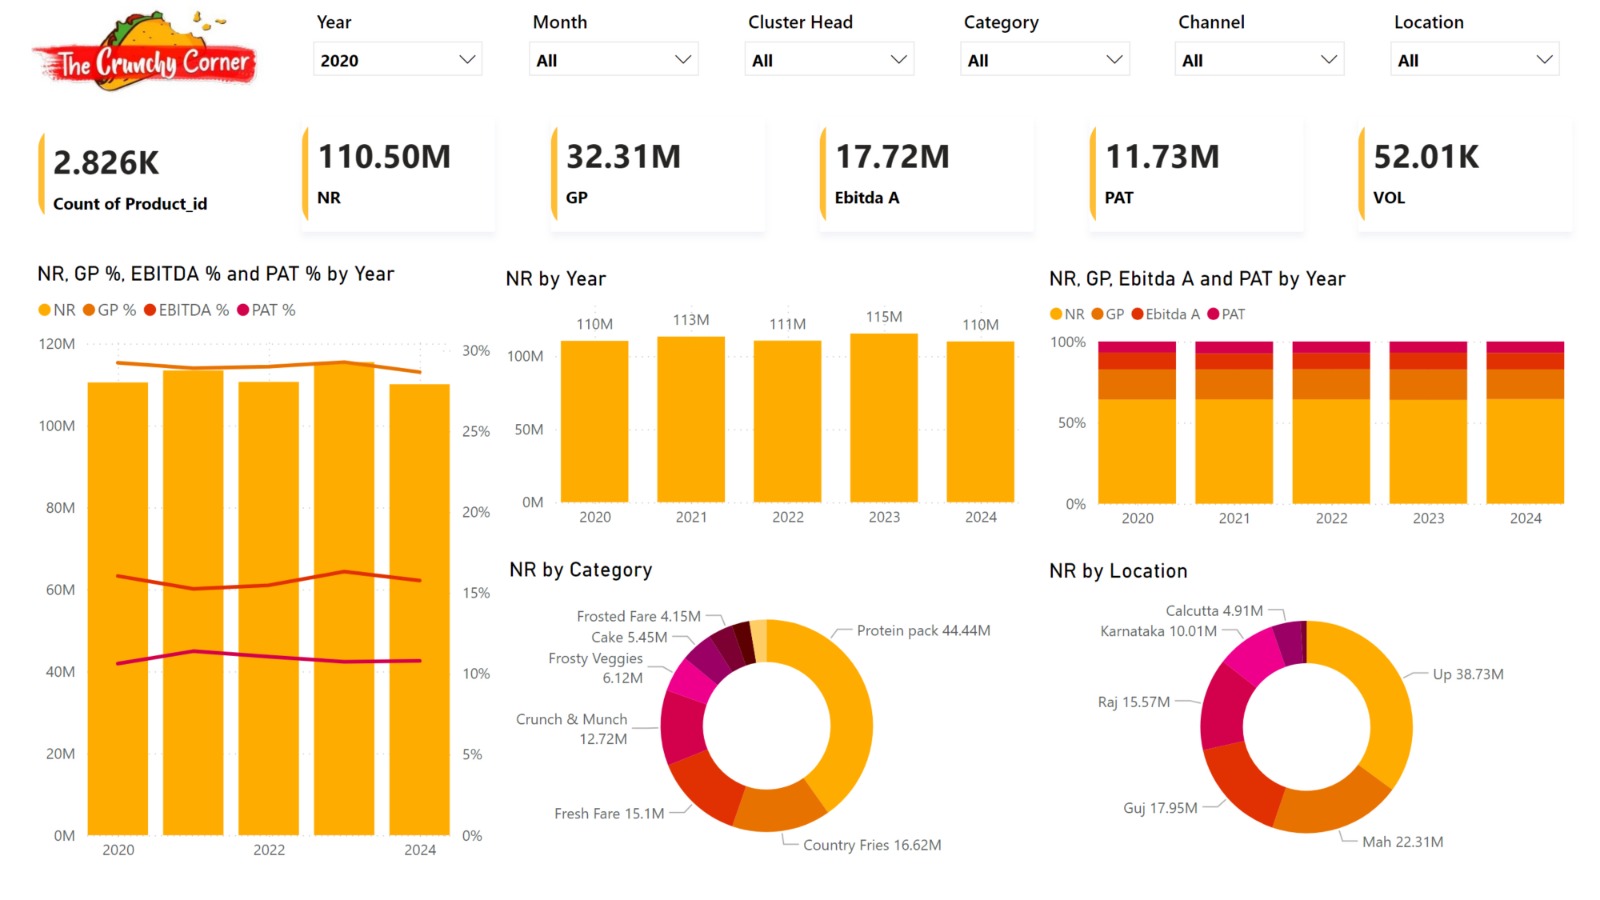 The Crunchy Corner
Year
2020
Month
All
Cluster Head
All
Category
All
Channel
All
Location
All
2.826K
Count of Product_id
110.50M
NR
32.31M
GP
17.72M
Ebitda A
11.73M
PAT
52.01K
VOL
NR, GP %, EBITDA % and PAT % by Year
NR GP % EBITDA % PAT %
120M
100M
80M
60M
40M
20M
0M
30%
25%
20%
15%
10%
5%
0%
2020 2022 2024
NR by Year
110M 113M 111M 115M 110M
100M
50M
0M
2020 2021 2022 2023 2024
NR, GP, Ebitda A and PAT by Year
NR GP Ebitda A PAT
100%
50%
0%
2020 2021 2022 2023 2024
NR by Category
Frosted Fare 4.15M
Cake 5.45M
Frosty Veggies
6.12M
Crunch & Munch
12.72M
Fresh Fare 15.1M
Country Fries 16.62M
Protein pack 44.44M
NR by Location
Calcutta 4.91M
Karnataka 10.01M
Raj 15.57M
Guj 17.95M
Mah 22.31M
Up 38.73M